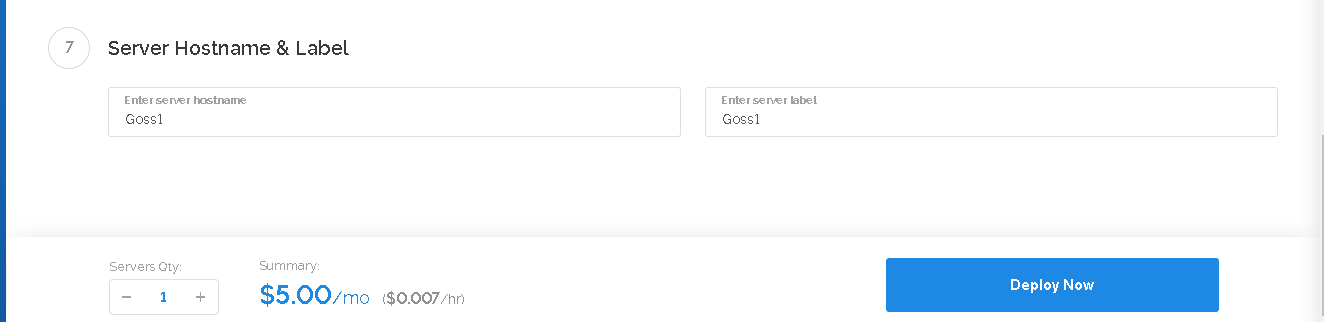 7
Server Hostname & Label
Enter server hostname
Goss1
Enter server label
Goss1
Servers Qty:
− 1 +
Summary:
$5.00/mo ($0.007/hr)
Deploy Now